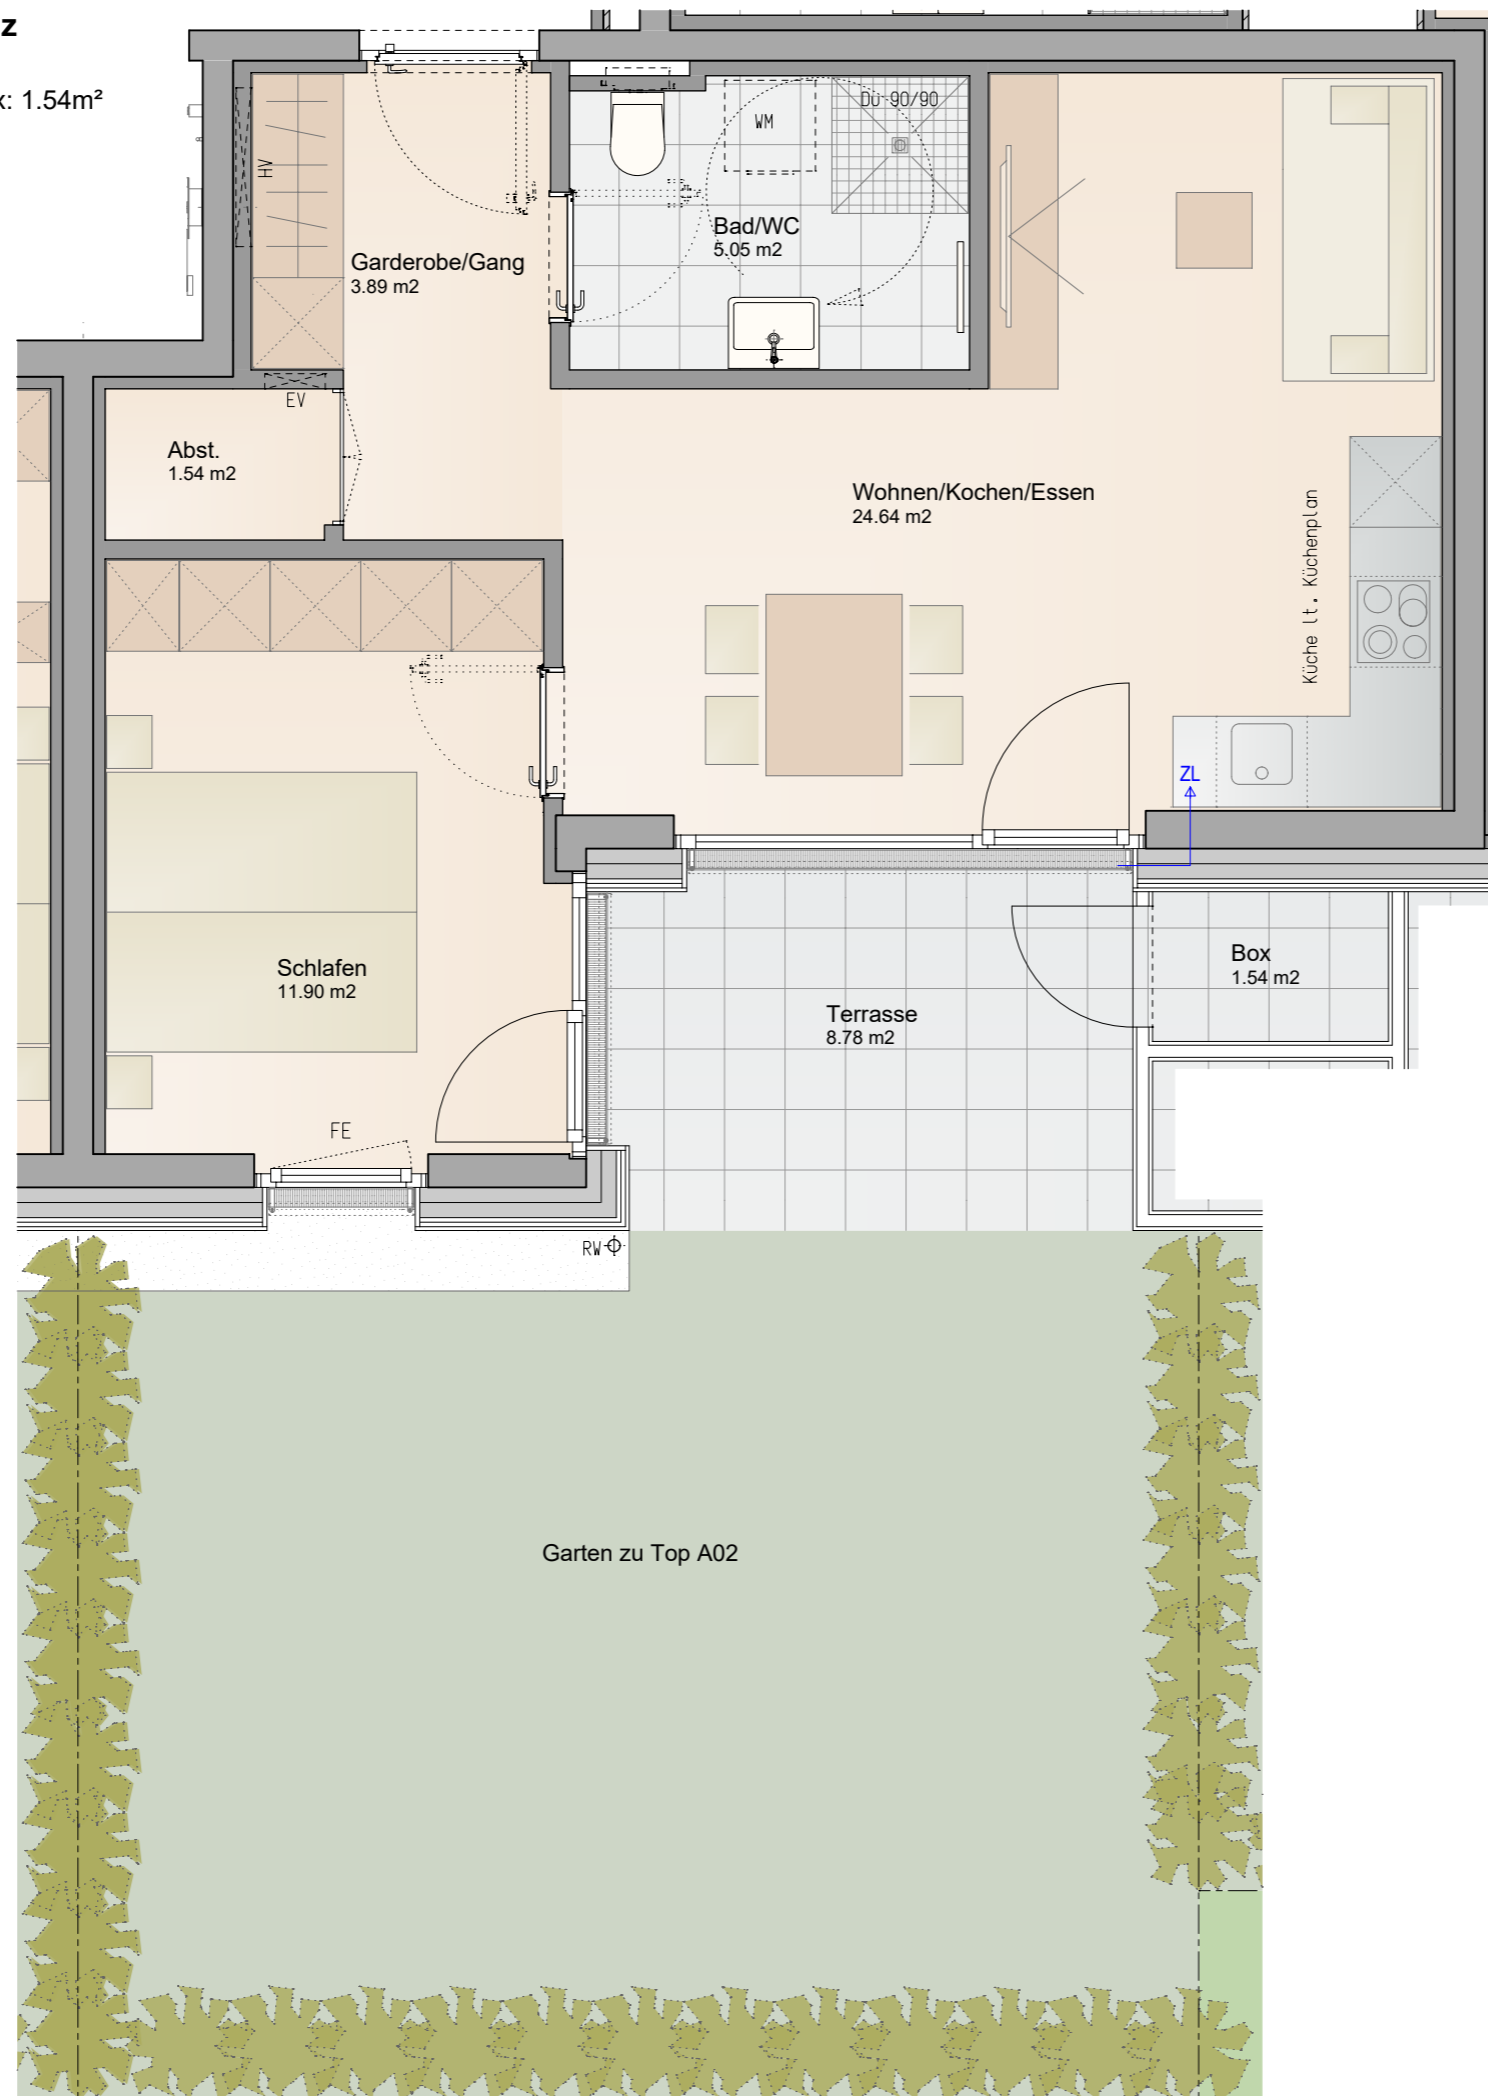 z
x: 1.54m²
Du 90/90
WM
HV
Bad/WC
5.05 m2
Garderobe/Gang
3.89 m2
EV
Abst.
1.54 m2
Wohnen/Kochen/Essen
24.64 m2
Küche lt. Küchenplan
ZL
Schlafen
11.90 m2
Box
1.54 m2
Terrasse
8.78 m2
FE
RW
Garten zu Top A02